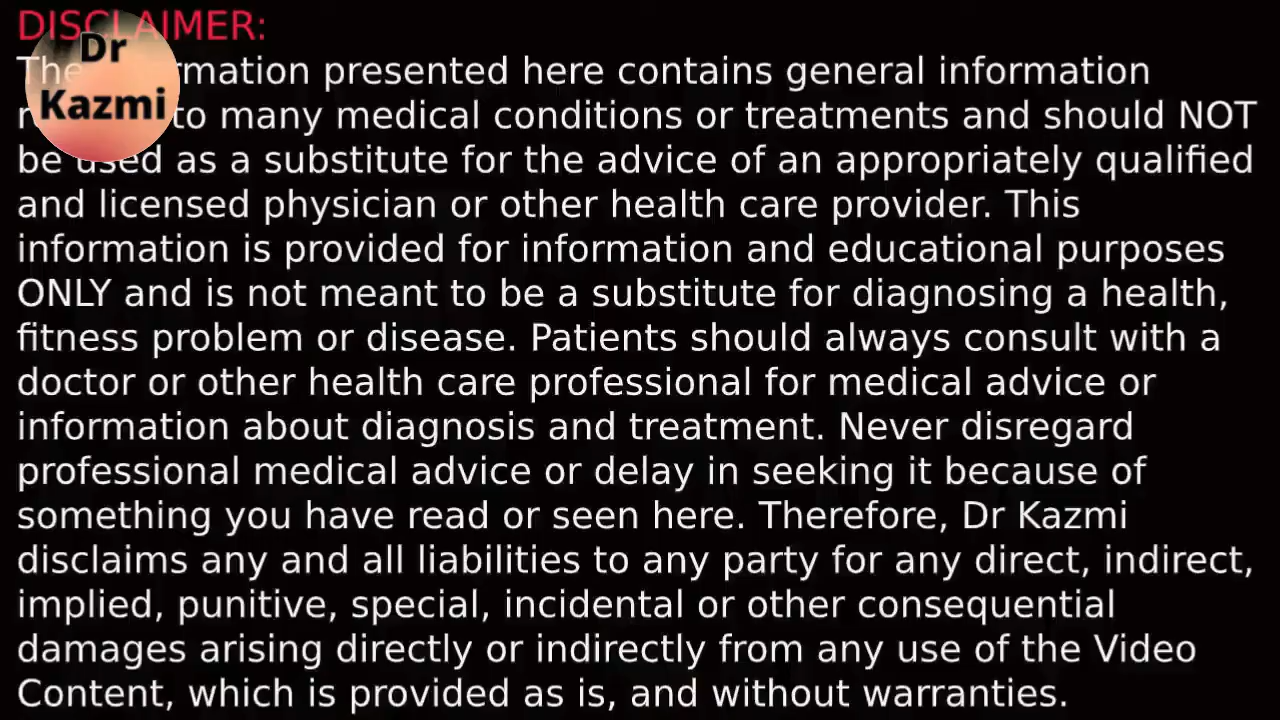 DISCLAIMER:
Dr
Kazmi
The information presented here contains general information
to many medical conditions or treatments and should NOT
be used as a substitute for the advice of an appropriately qualified
and licensed physician or other health care provider. This
information is provided for information and educational purposes
ONLY and is not meant to be a substitute for diagnosing a health,
fitness problem or disease. Patients should always consult with a
doctor or other health care professional for medical advice or
information about diagnosis and treatment. Never disregard
professional medical advice or delay in seeking it because of
something you have read or seen here. Therefore, Dr Kazmi
disclaims any and all liabilities to any party for any direct, indirect,
implied, punitive, special, incidental or other consequential
damages arising directly or indirectly from any use of the Video
Content, which is provided as is, and without warranties.